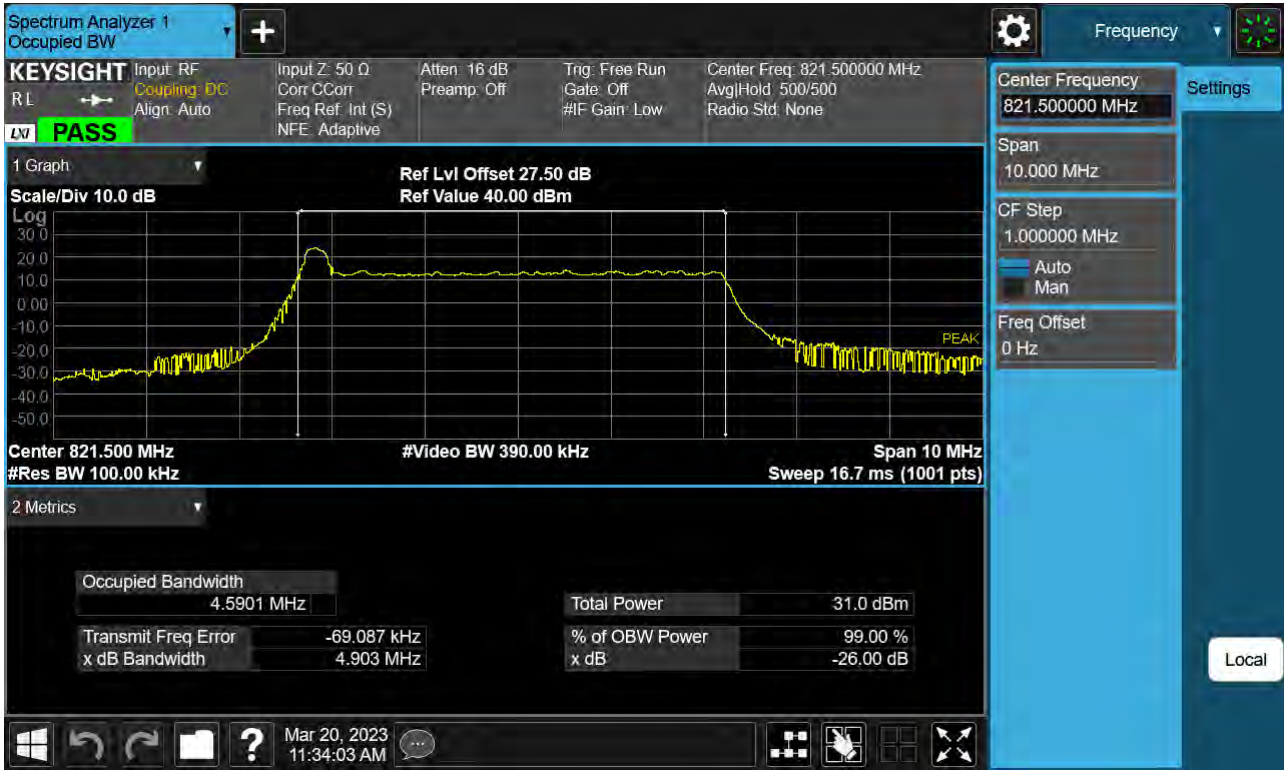 Spectrum Analyzer 1
Occupied BW
Frequency
KEYSIGHT
R L
LXI
PASS
Input: RF
Coupling: DC
Align: Auto
Input Z: 50 Ω
Corr CCorr
Freq Ref: Int (S)
NFE: Adaptive
Atten: 16 dB
Preamp: Off
Trig: Free Run
Gate: Off
#IF Gain: Low
Center Freq: 821.500000 MHz
Avg|Hold: 500/500
Radio Std: None
1 Graph
Scale/Div 10.0 dB
Ref Lvl Offset 27.50 dB
Ref Value 40.00 dBm
Log
30.0
20.0
10.0
0.00
-10.0
-20.0
-30.0
-40.0
-50.0
PEAK
Center 821.500 MHz
#Video BW 390.00 kHz
Span 10 MHz
#Res BW 100.00 kHz
Sweep 16.7 ms (1001 pts)
2 Metrics
Occupied Bandwidth
4.5901 MHz
Transmit Freq Error -69.087 kHz
x dB Bandwidth 4.903 MHz
Total Power 31.0 dBm
% of OBW Power 99.00 %
x dB -26.00 dB
Center Frequency
821.500000 MHz
Settings
Span
10.000 MHz
CF Step
1.000000 MHz
Auto
Man
Freq Offset
0 Hz
Local
?
Mar 20, 2023
11:34:03 AM